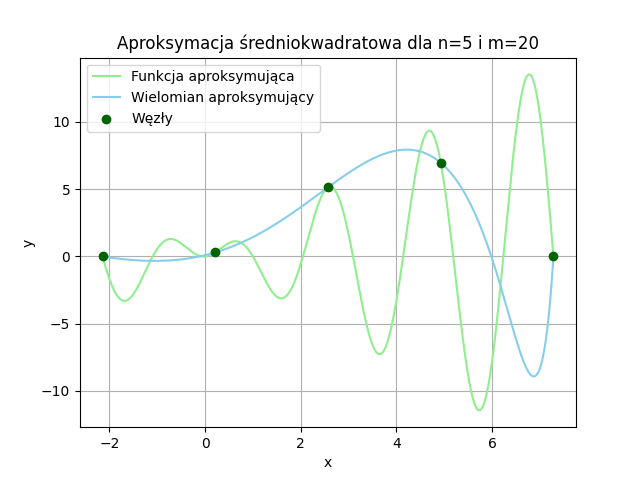 Aproksymacja średniokwadratowa dla n=5 i m=20
Funkcja aproksymująca
Wielomian aproksymujący
Węzły
y
10
5
0
−5
−10
−2
0
2
4
6
x